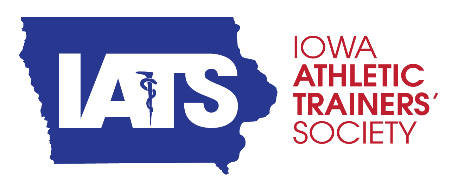 IATS
IOWA
ATHLETIC
TRAINERS'
SOCIETY